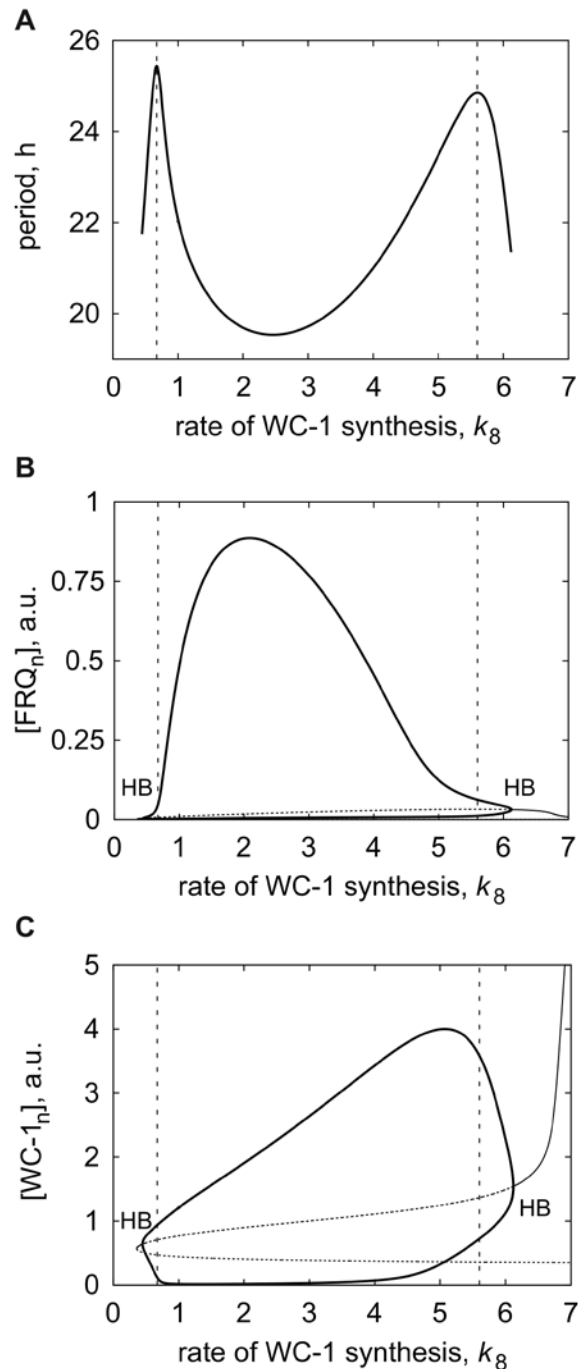 A
period, h
26
24
22
20
0 1 2 3 4 5 6 7
rate of WC-1 synthesis, k8
B
[FRQn], a.u.
1
0.75
0.5
0.25
0
HB
HB
0 1 2 3 4 5 6 7
rate of WC-1 synthesis, k8
C
[WC-1n], a.u.
5
4
3
2
1
0
HB
HB
0 1 2 3 4 5 6 7
rate of WC-1 synthesis, k8